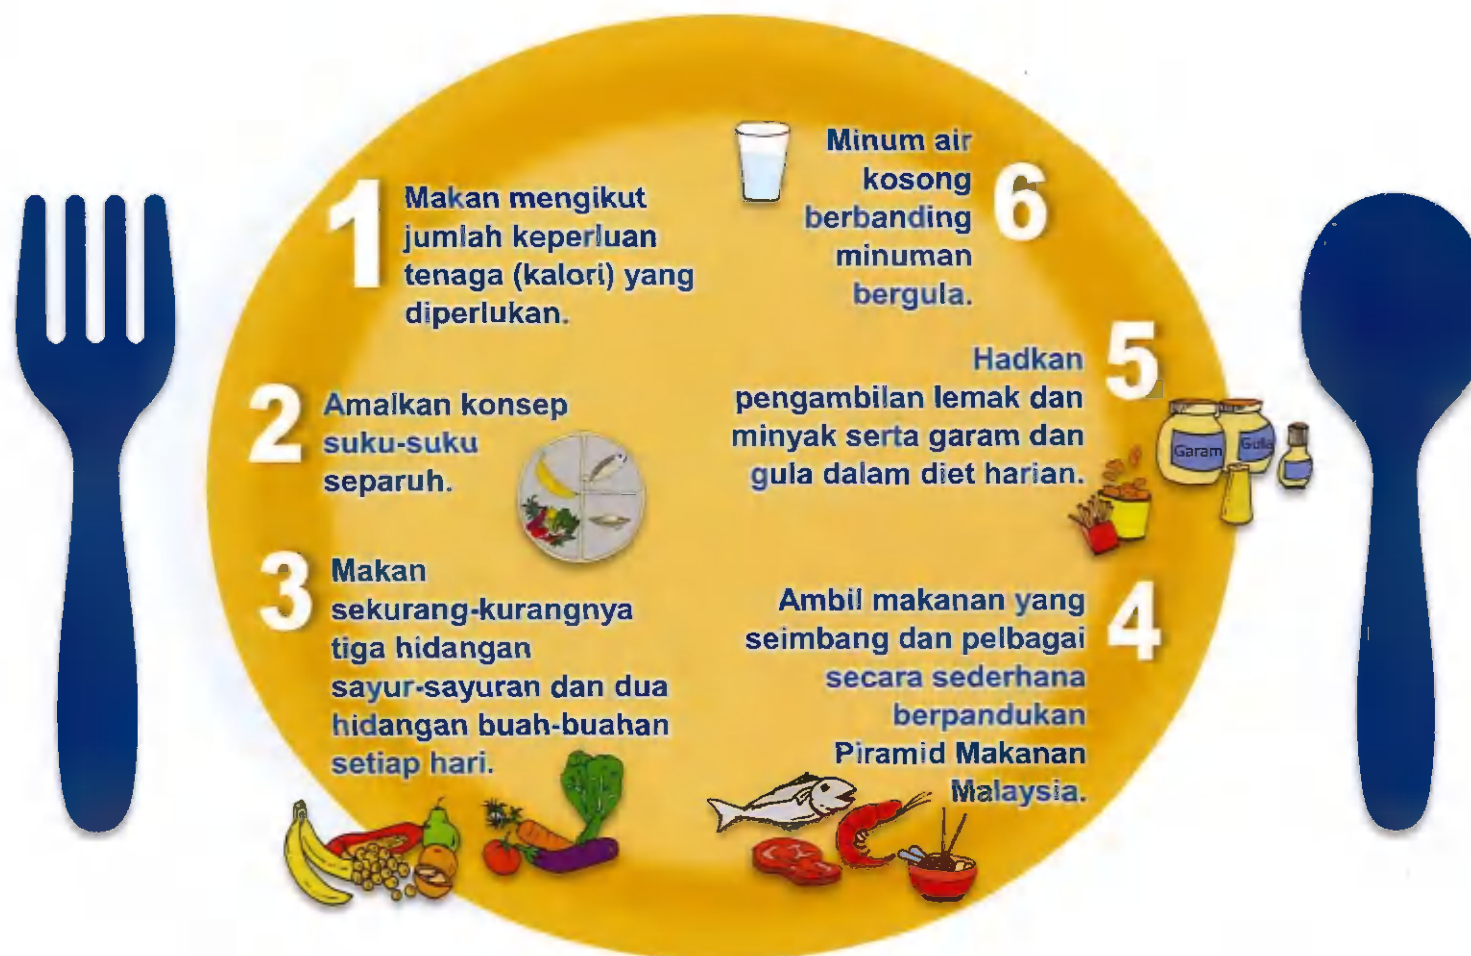 1
Makan mengikut
jumlah keperluan
tenaga (kalori) yang
diperlukan.
2
Amalkan konsep
suku-suku
separuh.
3
Makan
sekurang-kurangnya
tiga hidangan
sayur-sayuran dan dua
hidangan buah-buahan
setiap hari.
4
Ambil makanan yang
seimbang dan pelbagai
secara sederhana
berpandukan
Piramid Makanan
Malaysia.
5
Hadkan
pengambilan lemak dan
minyak serta garam dan
gula dalam diet harian.
Garam
Gula
6
Minum air
kosong
berbanding
minuman
bergula.